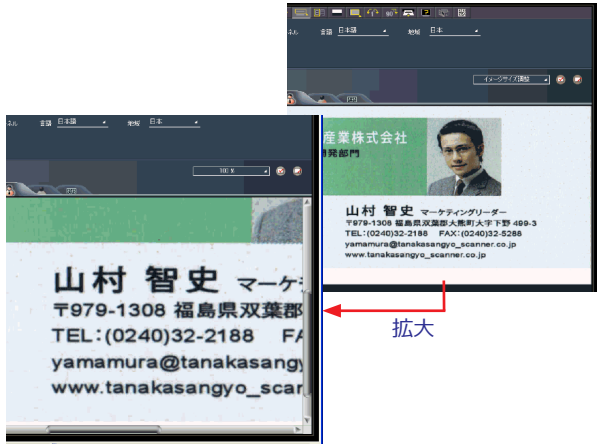 言語 日本語 地域 日本
イメージサイズ調整
産業株式会社
開発部門
山村 智史 マーケティングリーダー
〒979-1308 福島県双葉郡大熊町大字下野 499-3
TEL:(0240)32-2188 FAX:(0240)32-5288
yamamura@tanakasangyo_scanner.co.jp
www.tanakasangyo_scanner.co.jp
拡大
ネル 言語 日本語 地域 日本
100 %
山村 智史 マーケ
〒979-1308 福島県双葉郡
TEL:(0240)32-2188 FA
yamamura@tanakasangy
www.tanakasangyo_scar